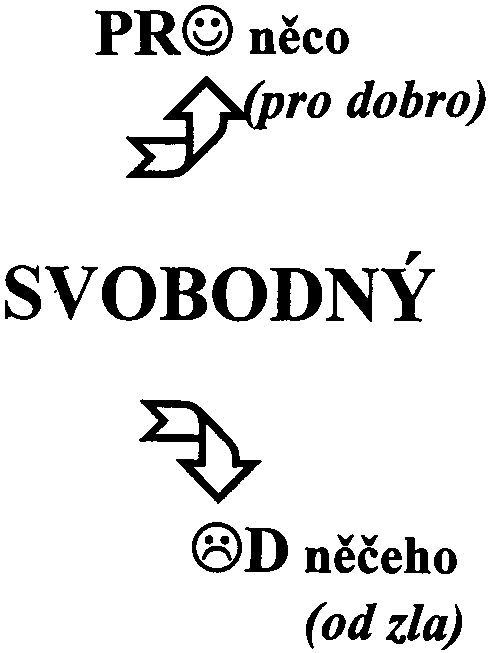 PR☺ něco
(pro dobro)
SVOBODNÝ
☹D něčeho
(od zla)